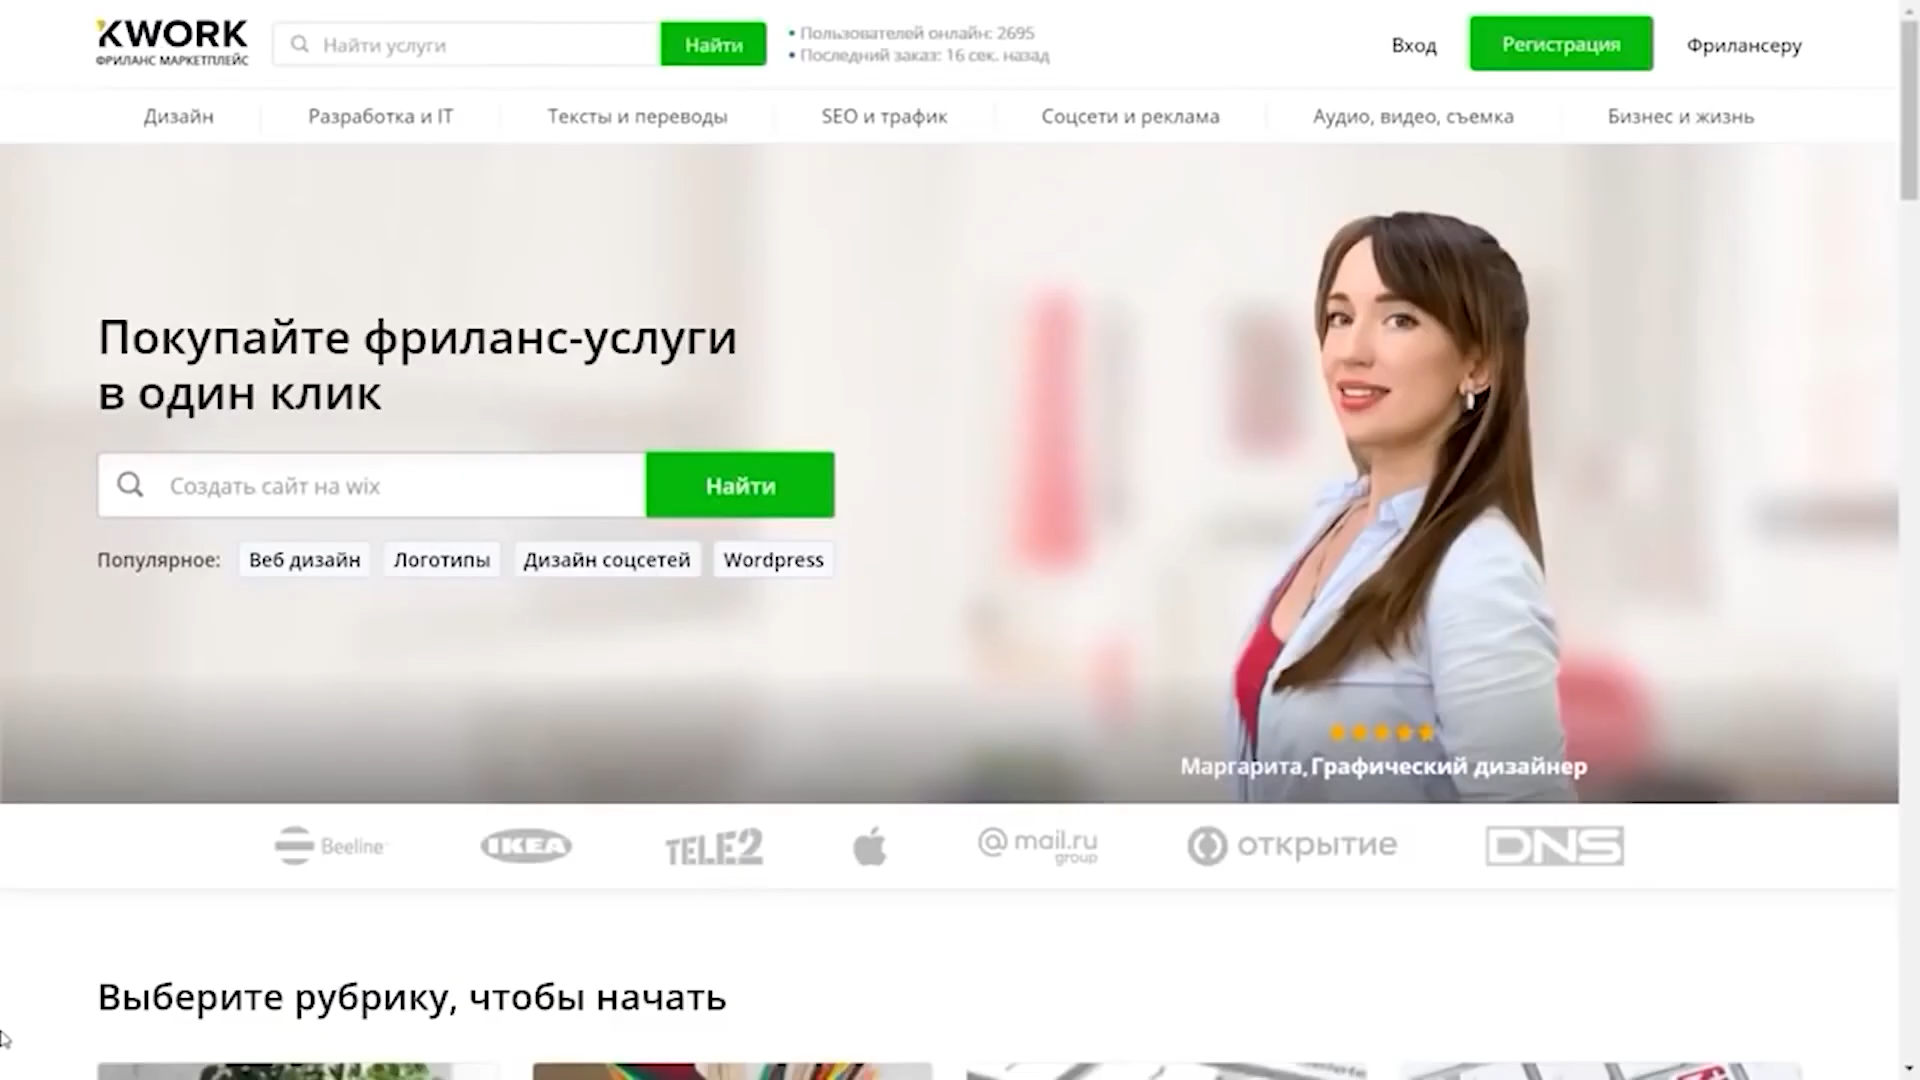 KWORK
ФРИЛАНС МАРКЕТПЛЕЙС
Найти услуги
Найти
• Пользователей онлайн: 2695
• Последний заказ: 16 сек. назад
Вход
Регистрация
Фрилансеру
Дизайн
Разработка и IT
Тексты и переводы
SEO и трафик
Соцсети и реклама
Аудио, видео, съемка
Бизнес и жизнь
Покупайте фриланс-услуги
в один клик
Создать сайт на wix
Найти
Популярное:
Веб дизайн
Логотипы
Дизайн соцсетей
Wordpress
Маргарита, Графический дизайнер
Beeline
IKEA
TELE2
@mail.ru
group
открытие
DNS
Выберите рубрику, чтобы начать